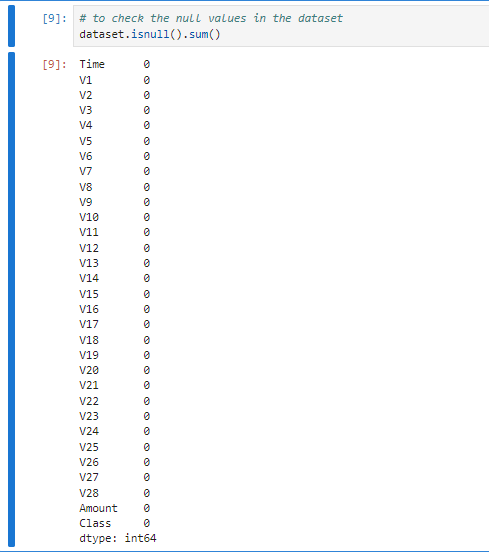 [9]: # to check the null values in the dataset
dataset.isnull().sum()
[9]: Time 0
V1 0
V2 0
V3 0
V4 0
V5 0
V6 0
V7 0
V8 0
V9 0
V10 0
V11 0
V12 0
V13 0
V14 0
V15 0
V16 0
V17 0
V18 0
V19 0
V20 0
V21 0
V22 0
V23 0
V24 0
V25 0
V26 0
V27 0
V28 0
Amount 0
Class 0
dtype: int64